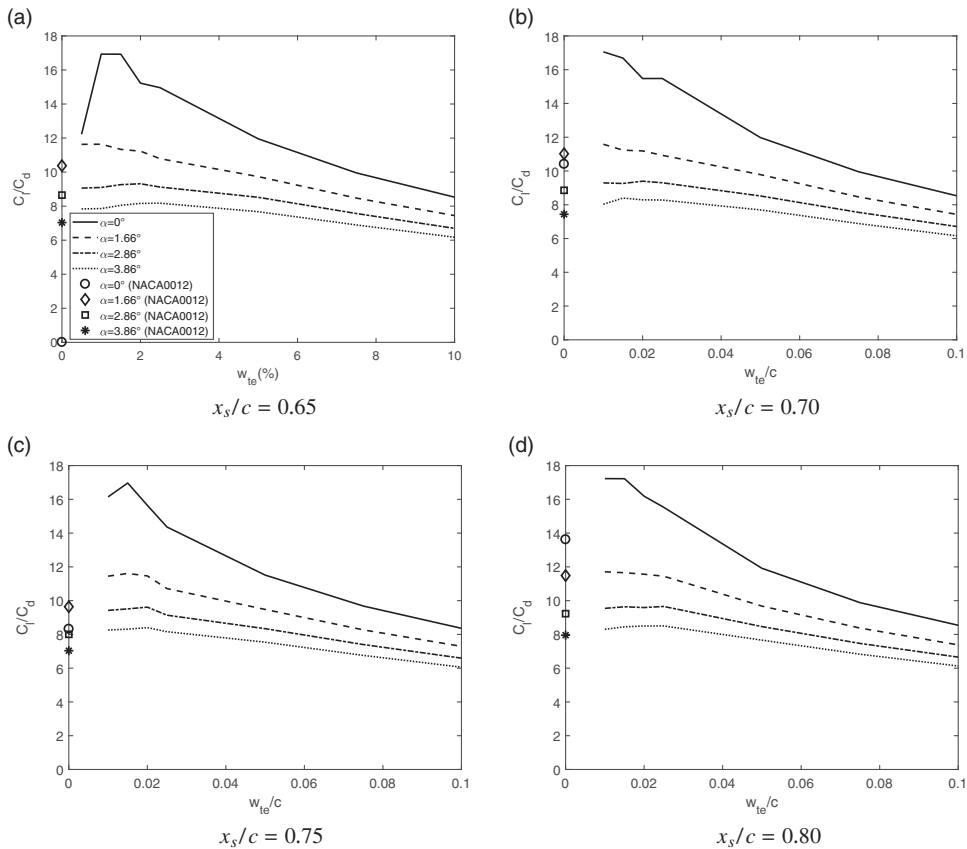 (a)
18
16
14
12
10
8
6
4
2
0
C_l/C_d
α=0°
α=1.66°
α=2.86°
α=3.86°
α=0° (NACA0012)
α=1.66° (NACA0012)
α=2.86° (NACA0012)
α=3.86° (NACA0012)
0 2 4 6 8 10
w_te(%)
x_s/c = 0.65
(b)
18
16
14
12
10
8
6
4
2
0
C_l/C_d
0 0.02 0.04 0.06 0.08 0.1
w_te/c
x_s/c = 0.70
(c)
18
16
14
12
10
8
6
4
2
0
C_l/C_d
0 0.02 0.04 0.06 0.08 0.1
w_te/c
x_s/c = 0.75
(d)
18
16
14
12
10
8
6
4
2
0
C_l/C_d
0 0.02 0.04 0.06 0.08 0.1
w_te/c
x_s/c = 0.80